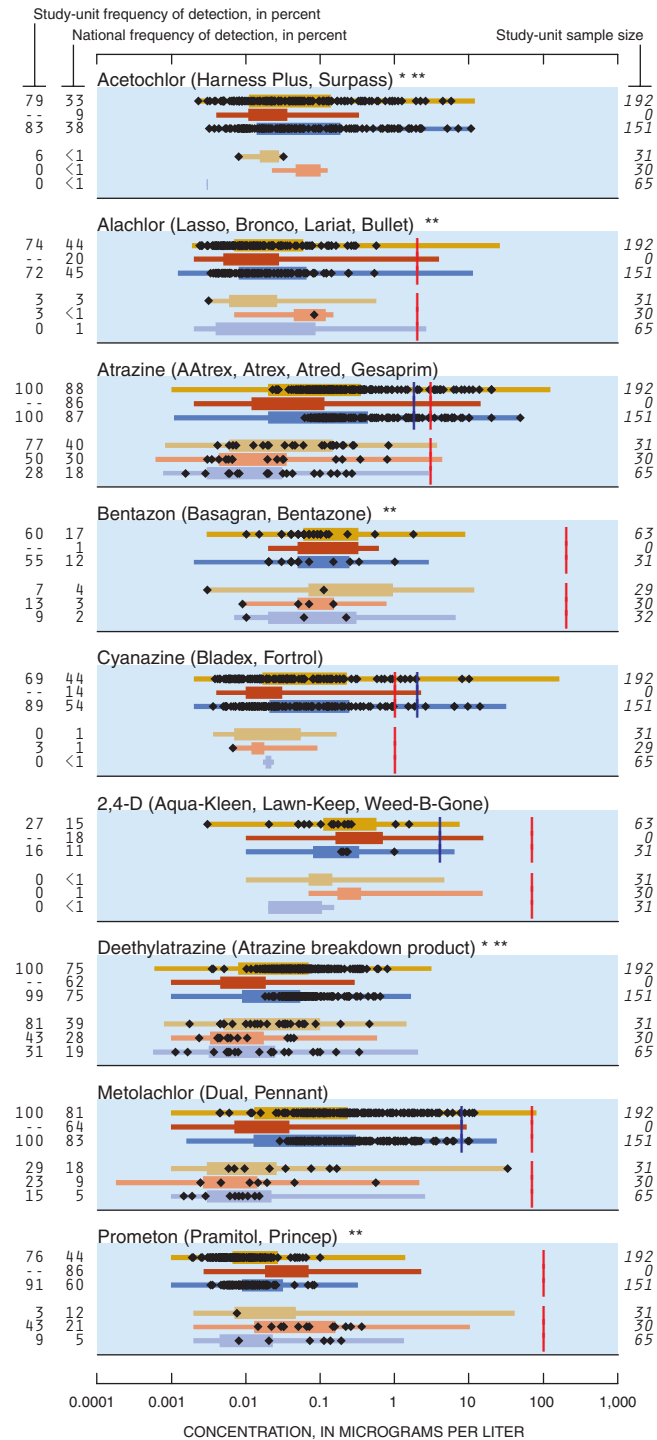 Study-unit frequency of detection, in percent
National frequency of detection, in percent Study-unit sample size
Acetochlor (Harness Plus, Surpass) * **
79 33 192
-- 9 0
83 38 151
6 <1 31
0 <1 30
0 <1 65
Alachlor (Lasso, Bronco, Lariat, Bullet) **
74 44 192
-- 20 0
72 45 151
3 3 31
3 <1 30
0 1 65
Atrazine (AAtrex, Atrex, Atred, Gesaprim)
100 88 192
-- 86 0
100 87 151
77 40 31
50 30 30
28 18 65
Bentazon (Basagran, Bentazone) **
60 17 63
-- 1 0
55 12 31
7 4 29
13 3 30
9 2 32
Cyanazine (Bladex, Fortrol)
69 44 192
-- 14 0
89 54 151
0 1 31
3 1 29
0 <1 65
2,4-D (Aqua-Kleen, Lawn-Keep, Weed-B-Gone)
27 15 63
-- 18 0
16 11 31
0 <1 31
0 1 30
0 <1 31
Deethylatrazine (Atrazine breakdown product) * **
100 75 192
-- 62 0
99 75 151
81 39 31
43 28 30
31 19 65
Metolachlor (Dual, Pennant)
100 81 192
-- 64 0
100 83 151
29 18 31
23 9 30
15 5 65
Prometon (Pramitol, Princep) **
76 44 192
-- 86 0
91 60 151
3 12 31
43 21 30
9 5 65
0.0001 0.001 0.01 0.1 1 10 100 1,000
CONCENTRATION, IN MICROGRAMS PER LITER